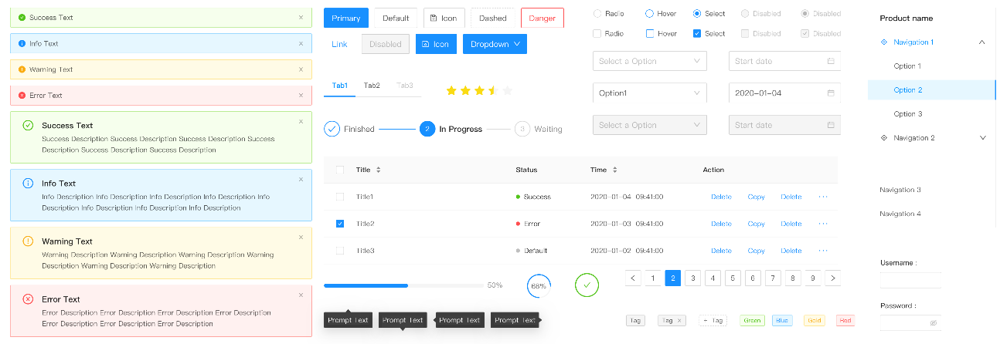 Success Text
Info Text
Warning Text
Error Text
Success Text
Success Description Success Description Success Description Success
Description Success Description Success Description
Info Text
Info Description Info Description Info Description Info Description Info
Description Info Description Info Description Info Description
Warning Text
Warning Description Warning Description Warning Description Warning
Description Warning Description Warning Description
Error Text
Error Description Error Description Error Description Error Description
Error Description Error Description Error Description
Primary
Default
Icon
Dashed
Danger
Link
Disabled
Icon
Dropdown
Tab1 Tab2 Tab3
Finished
2 In Progress
3 Waiting
Radio Hover Select Disabled Disabled
Radio Hover Select Disabled Disabled
Select a Option
Start date
Option1
2020-01-04
Select a Option
Start date
Title Status Time Action
Title1 Success 2020-01-04 09:41:00 Delete Copy Delete ···
Title2 Error 2020-01-03 09:41:00 Delete Copy Delete ···
Title3 Default 2020-01-02 09:41:00 Delete Copy Delete ···
50%
68%
< 1 2 3 4 5 6 7 8 9 >
Prompt Text
Prompt Text
Prompt Text
Prompt Text
Tag
Tag ×
+ Tag
Green
Blue
Gold
Red
Product name
Navigation 1
Option 1
Option 2
Option 3
Navigation 2
Navigation 3
Navigation 4
Username :
Password :